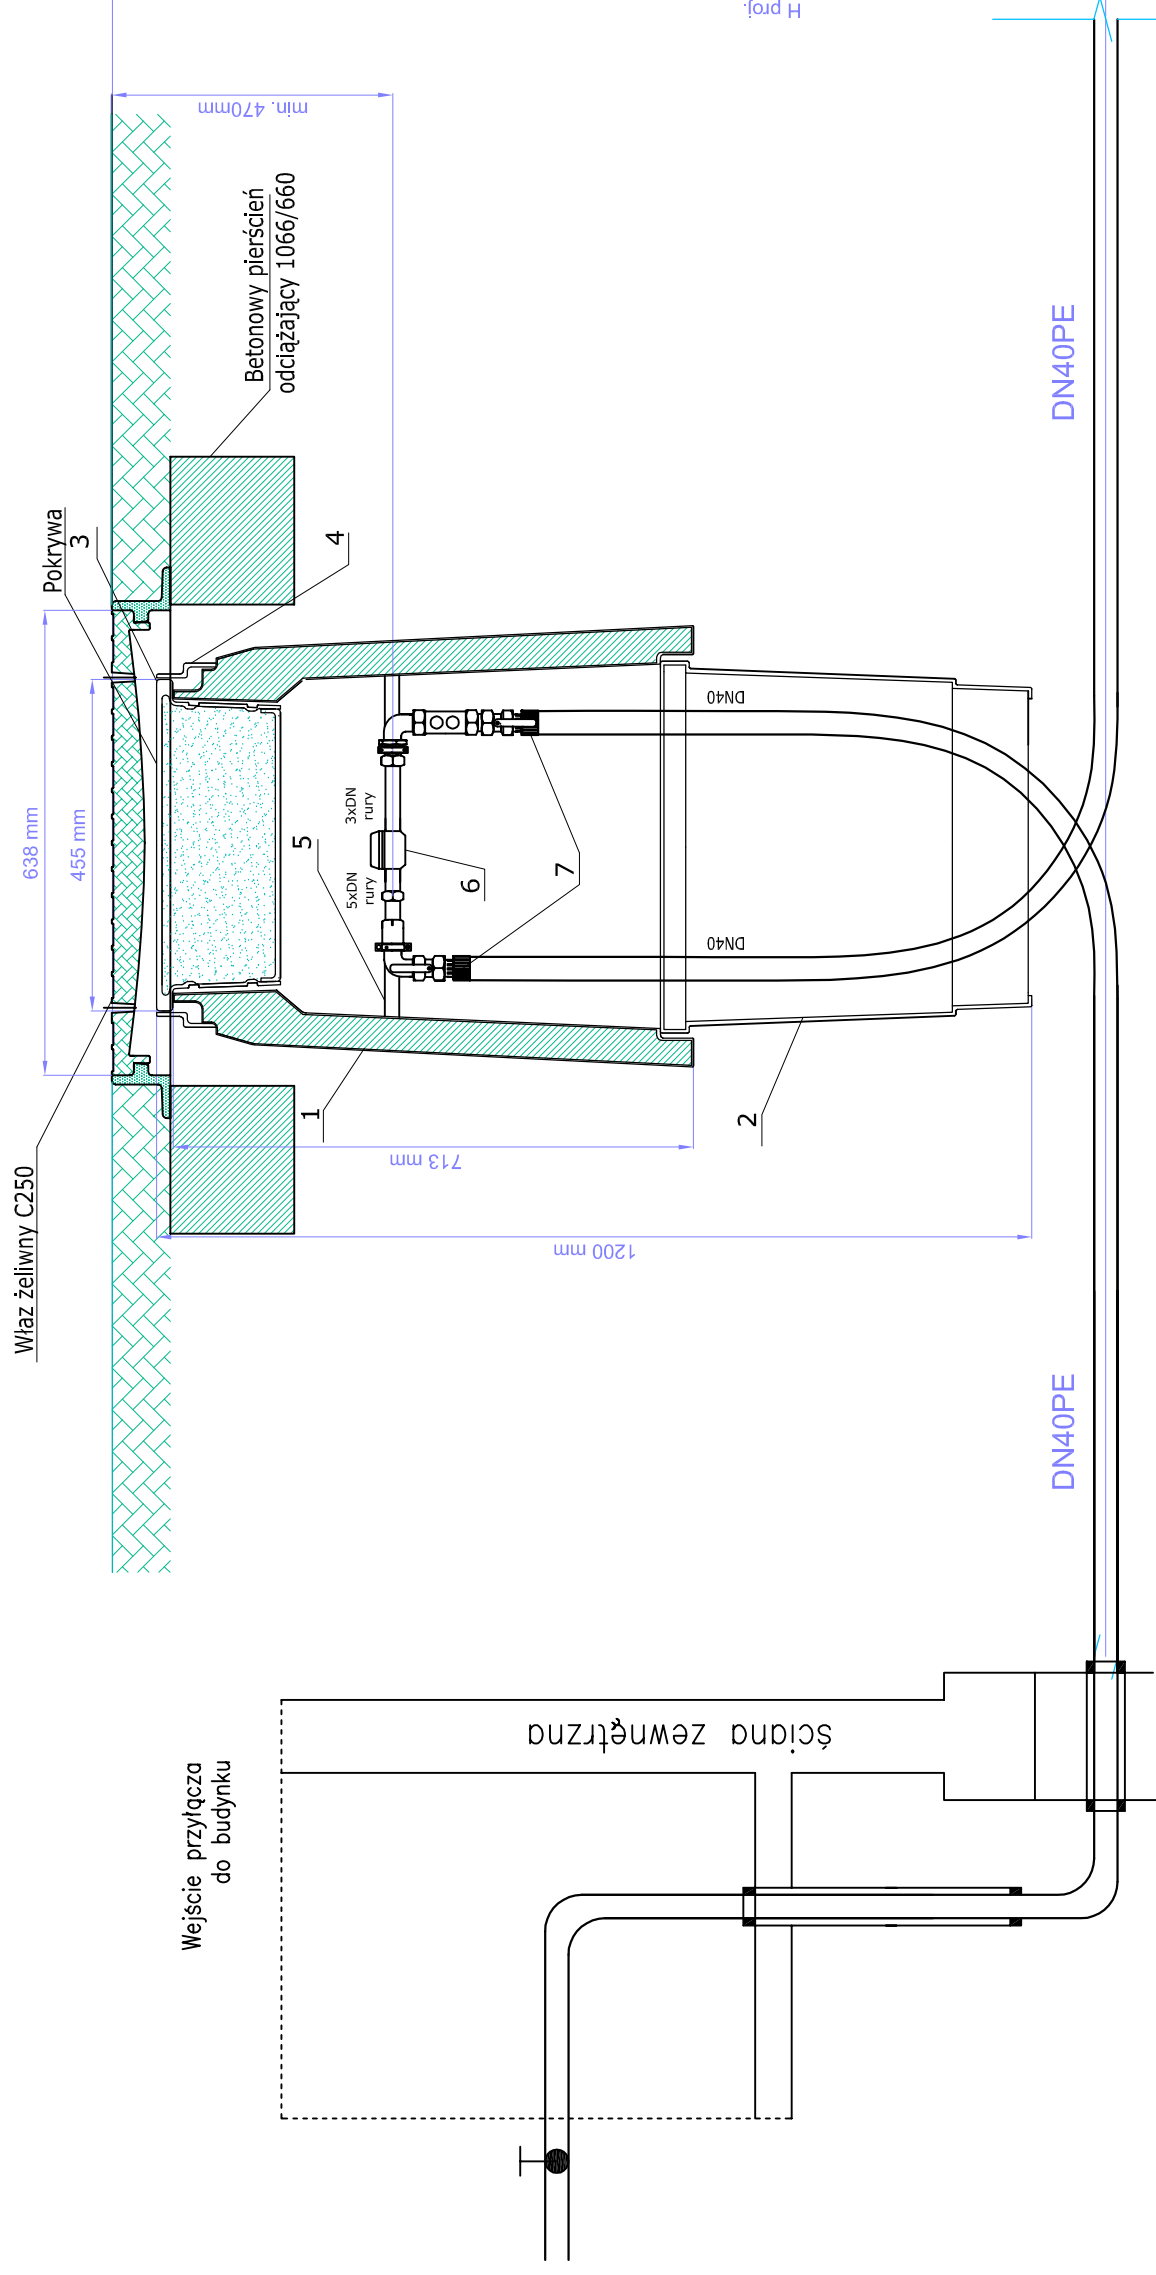 Właz żeliwny C250
638 mm
455 mm
Pokrywa
3
Betonowy pierścień
odciążający 1066/660
4
min. 470mm
H proj.
1
5
5xDN
rury
3xDN
rury
6
7
DN40
DN40
2
713 mm
1200 mm
DN40PE
DN40PE
Wejście przyłącza
do budynku
Ściana zewnętrzna